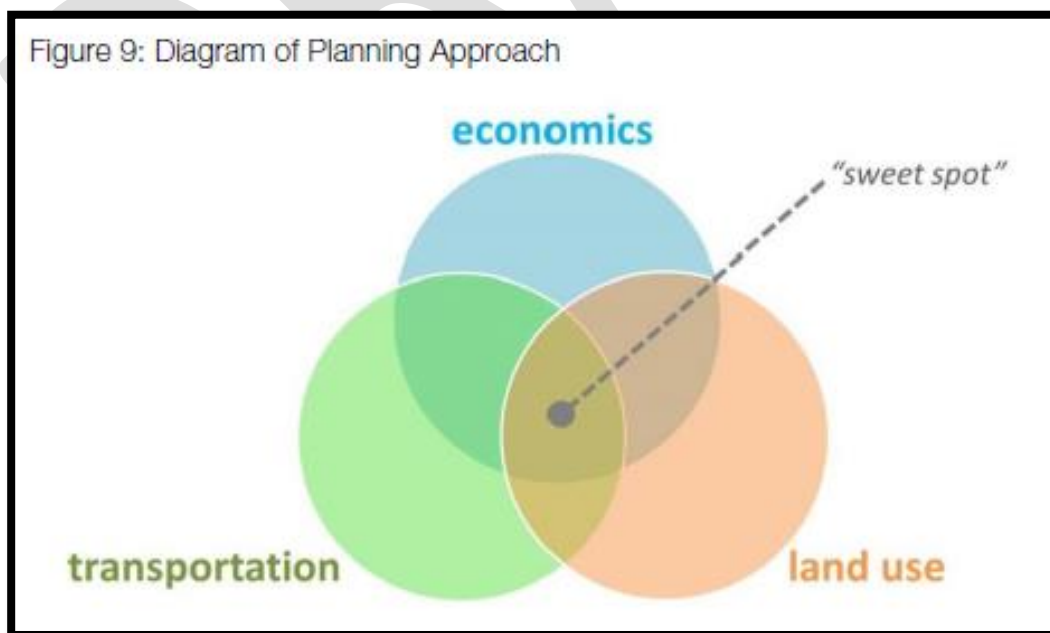 Figure 9: Diagram of Planning Approach
economics
"sweet spot"
transportation
land use